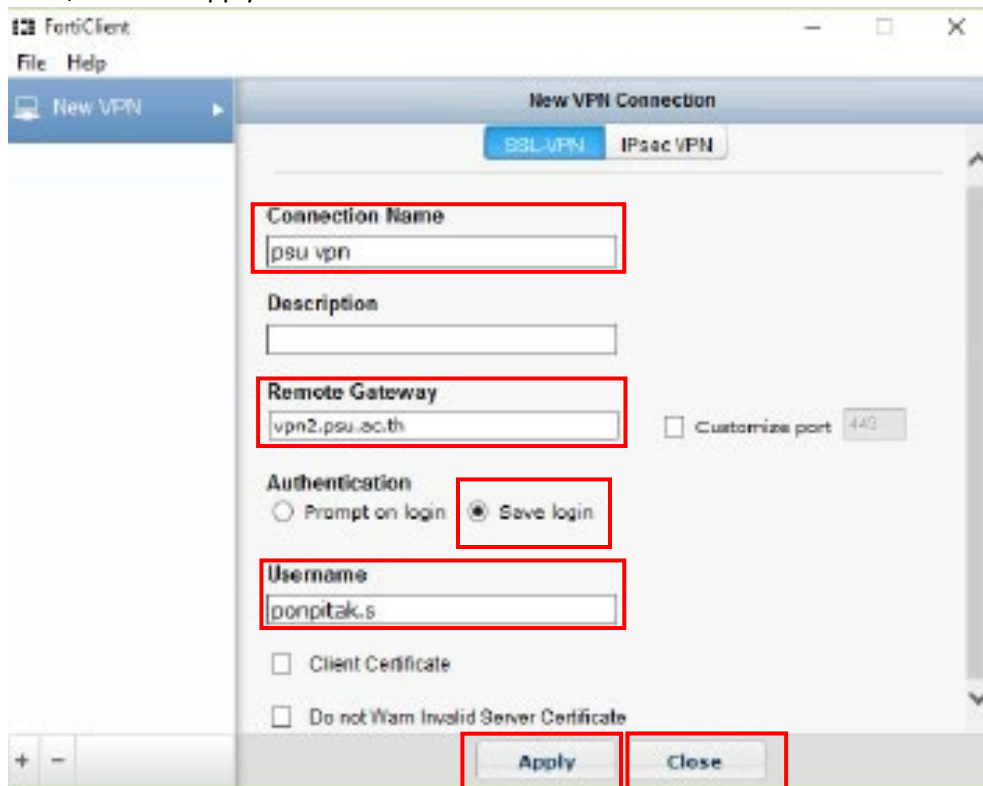 FortiClient
File Help
New VPN
New VPN Connection
SSL-VPN IPsec VPN
Connection Name
psu vpn
Description
Remote Gateway
vpn2.psu.ac.th
Customize port 443
Authentication
Prompt on login Save login
Username
ponpitak.s
Client Certificate
Do not Warn Invalid Server Certificate
+ -
Apply Close